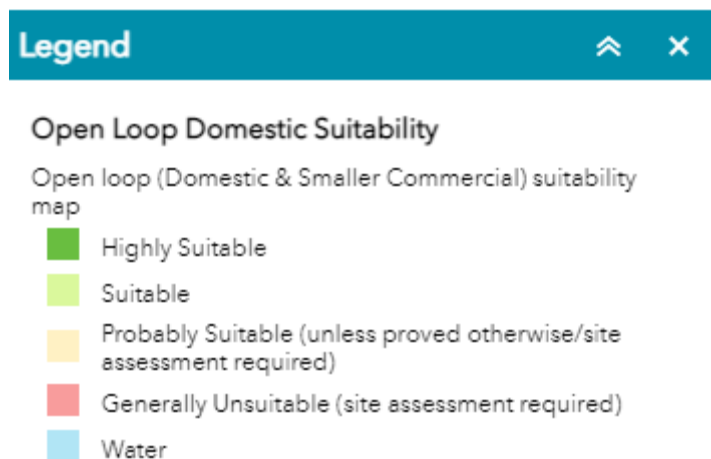 Legend
Open Loop Domestic Suitability
Open loop (Domestic & Smaller Commercial) suitability
map
Highly Suitable
Suitable
Probably Suitable (unless proved otherwise/site
assessment required)
Generally Unsuitable (site assessment required)
Water